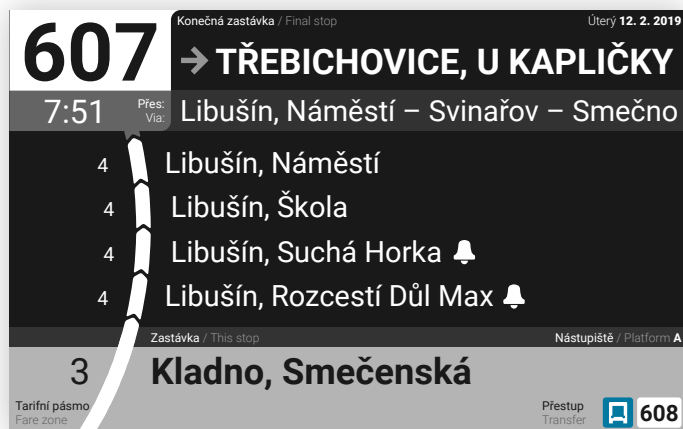 607
Konečná zastávka / Final stop
Úterý 12. 2. 2019
TŘEBICHOVICE, U KAPLIČKY
7:51
Přes:
Via:
Libušín, Náměstí – Svinařov – Smečno
4 Libušín, Náměstí
4 Libušín, Škola
4 Libušín, Suchá Horka
4 Libušín, Rozcestí Důl Max
Zastávka / This stop
Nástupiště / Platform A
3 Kladno, Smečenská
Tarifní pásmo
Fare zone
Přestup
Transfer
608